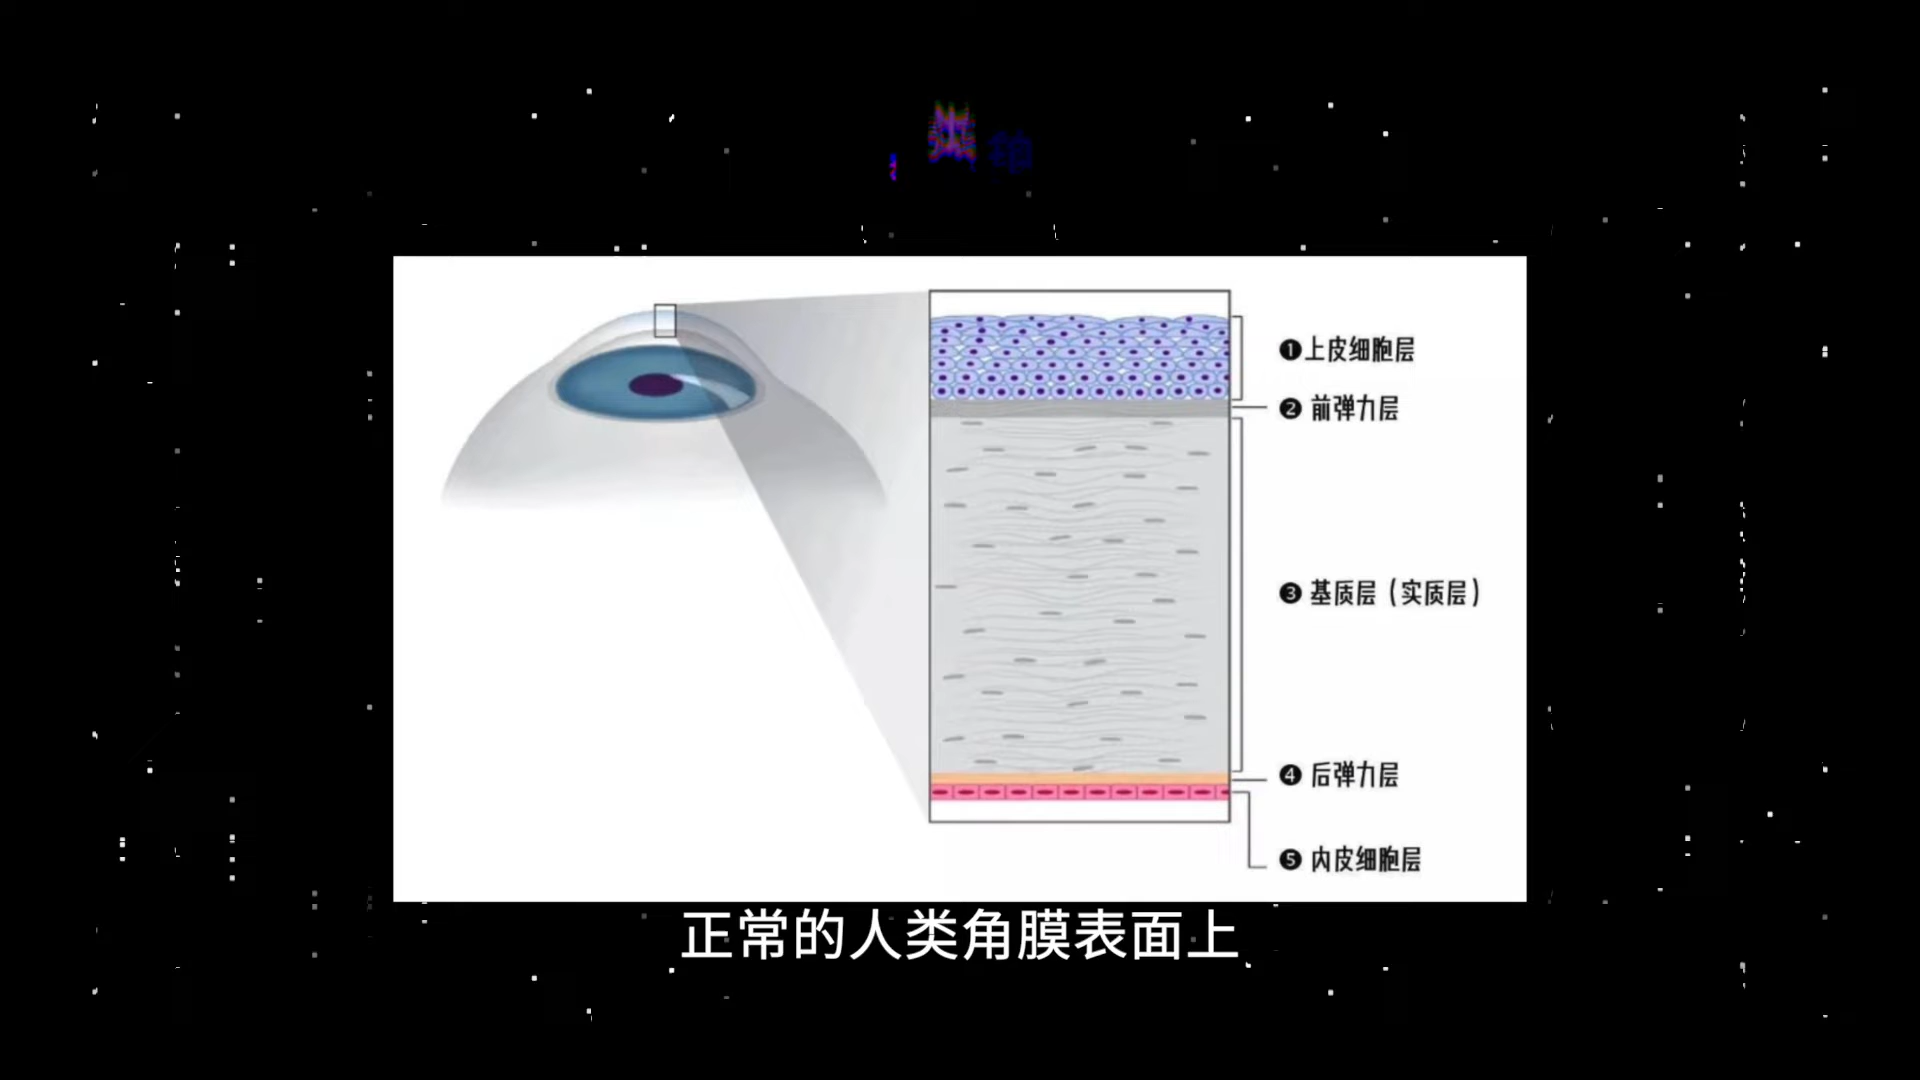 ❶上皮细胞层
❷ 前弹力层
❸ 基质层（实质层）
❹ 后弹力层
❺ 内皮细胞层
正常的人类角膜表面上